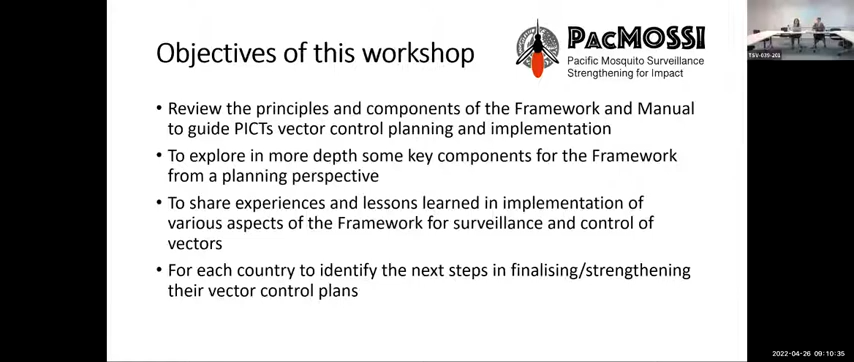 Objectives of this workshop
PACMOSSI
Pacific Mosquito Surveillance
Strengthening for Impact
• Review the principles and components of the Framework and Manual
to guide PICTs vector control planning and implementation
• To explore in more depth some key components for the Framework
from a planning perspective
• To share experiences and lessons learned in implementation of
various aspects of the Framework for surveillance and control of
vectors
• For each country to identify the next steps in finalising/strengthening
their vector control plans
TSV-039-201
2022-04-26 09:10:35